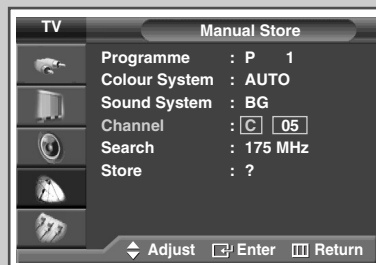 TV
Manual Store
Programme : P 1
Colour System : AUTO
Sound System : BG
Channel : C 05
Search : 175 MHz
Store : ?
Adjust Enter Return